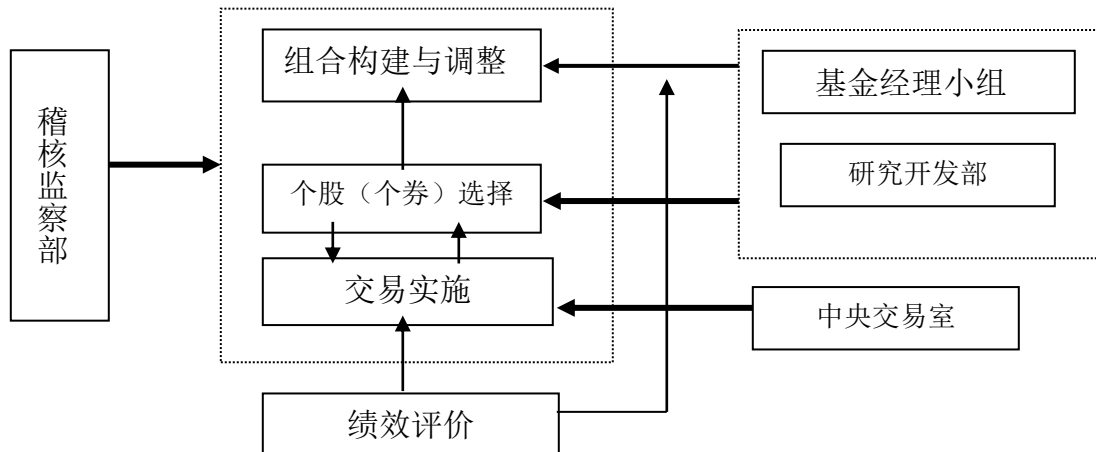 稽核监察部
组合构建与调整
个股（个券）选择
交易实施
绩效评价
基金经理小组
研究开发部
中央交易室